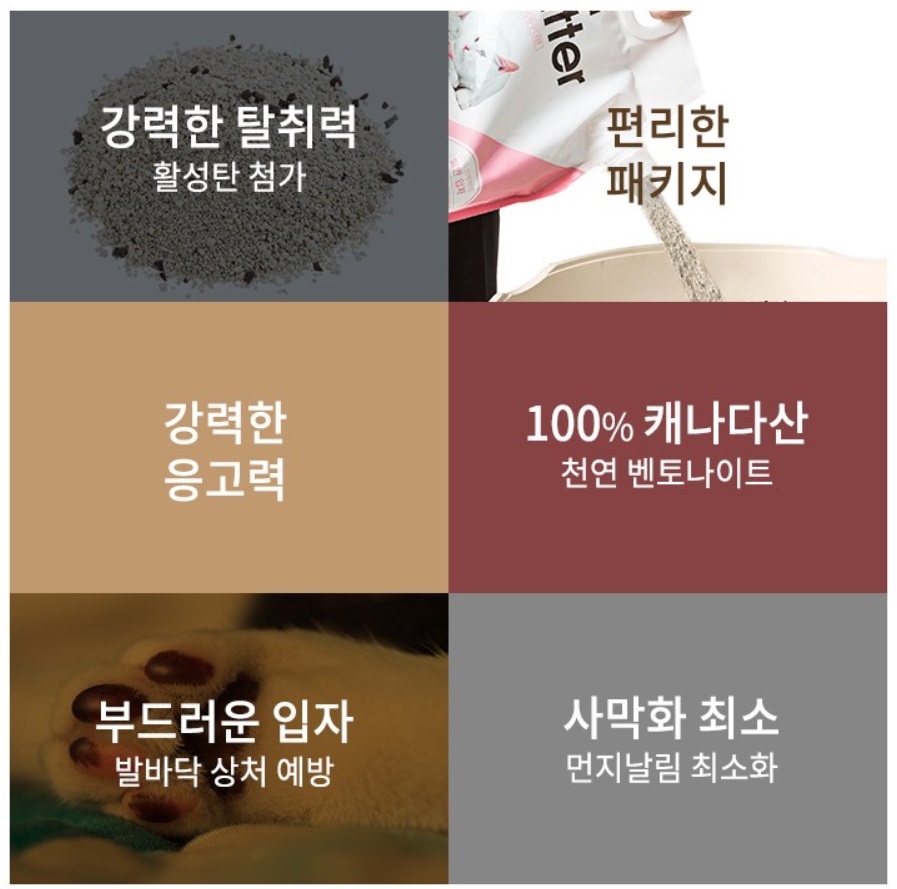 강력한 탈취력
활성탄 첨가
편리한
패키지
강력한
응고력
100% 캐나다산
천연 벤토나이트
부드러운 입자
발바닥 상처 예방
사막화 최소
먼지날림 최소화